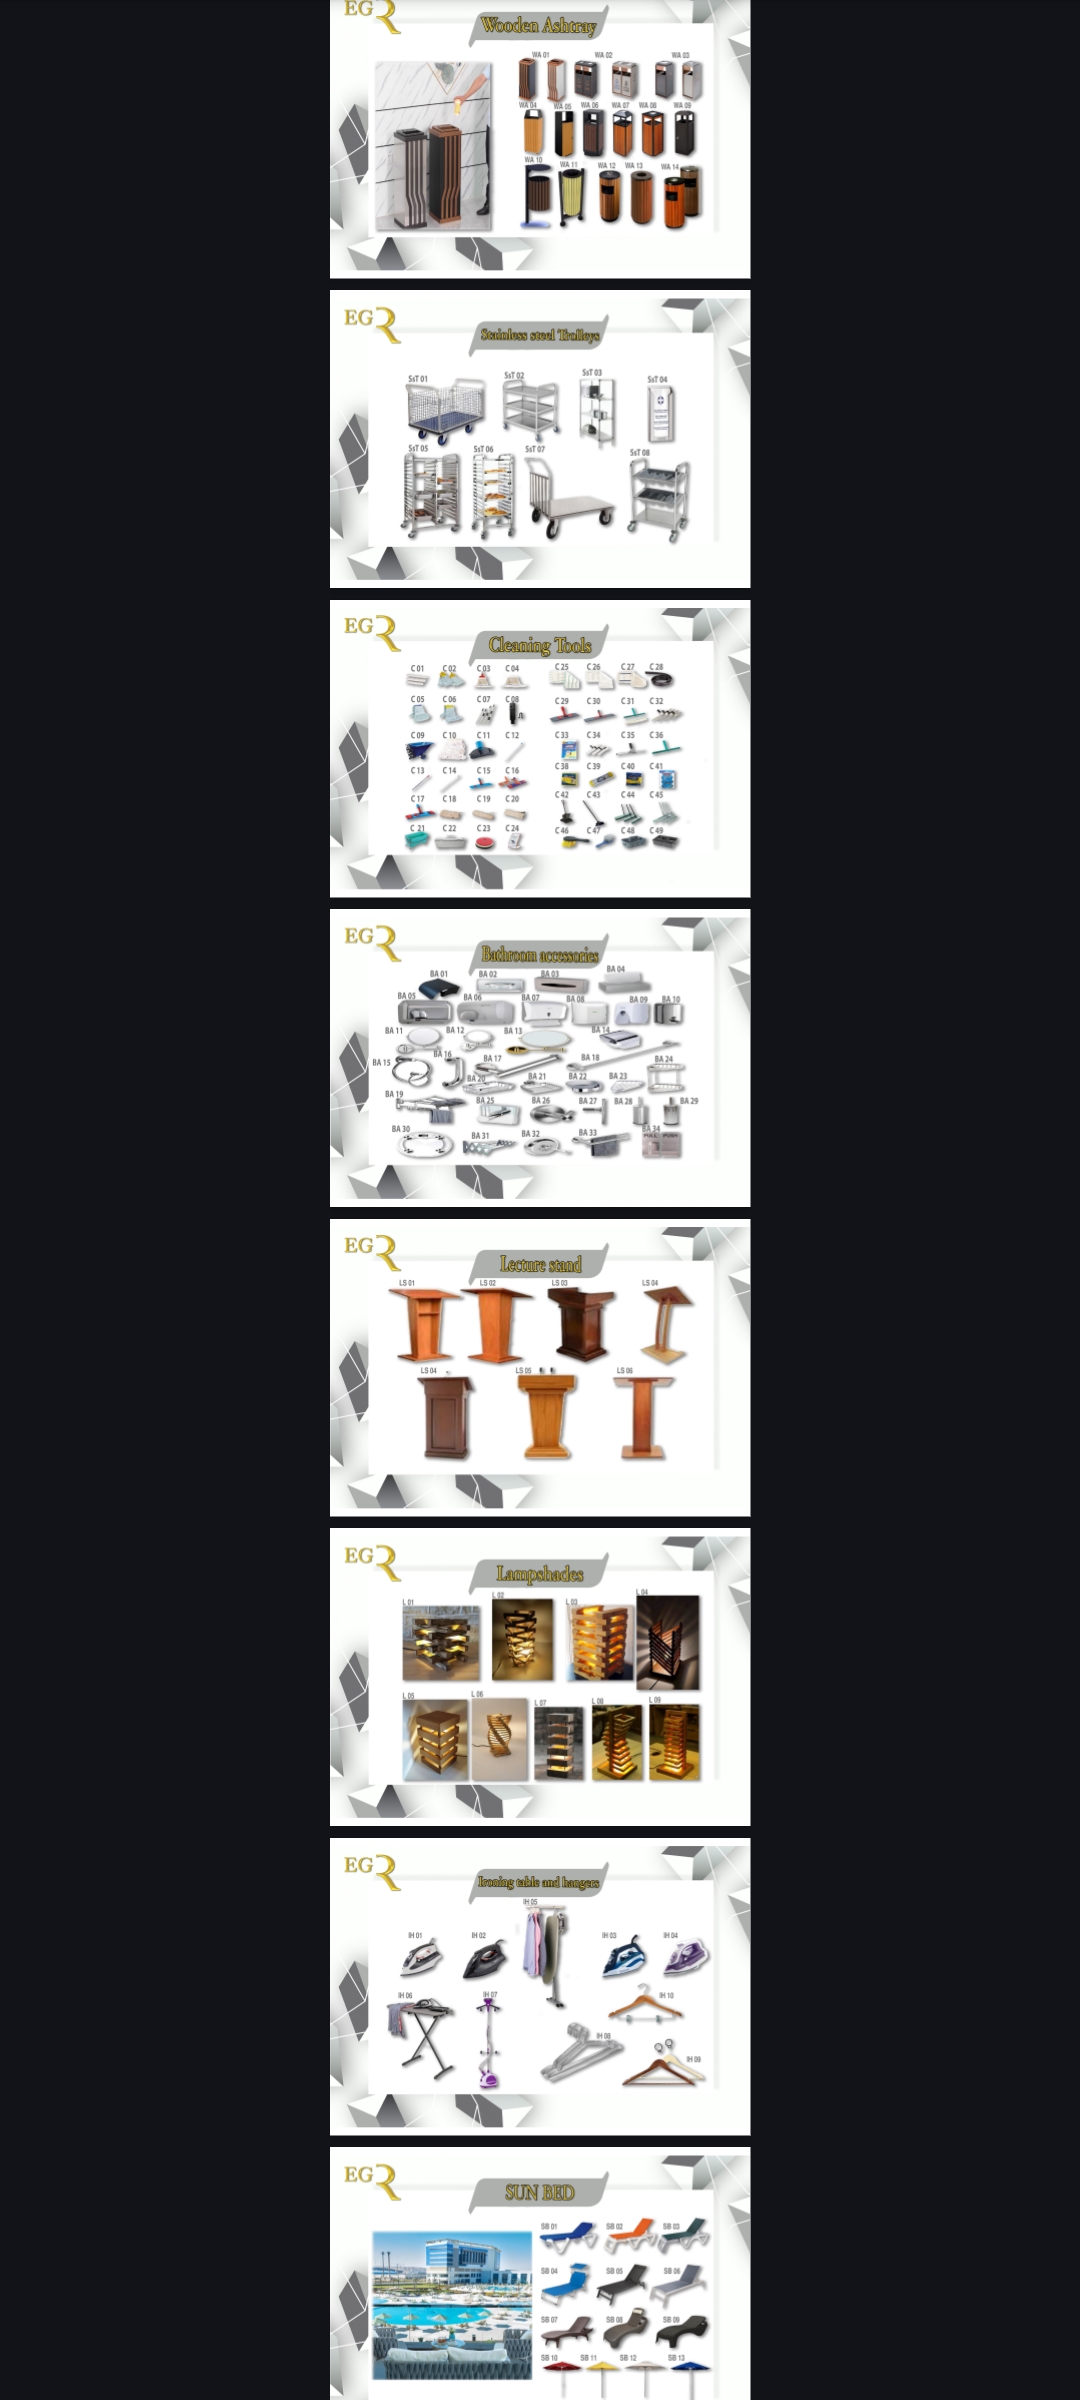 EGR
Wooden Ashtray
WA 01 WA 02 WA 03
WA 04 WA 05 WA 06 WA 07 WA 08 WA 09
WA 10 WA 11 WA 12 WA 13 WA 14
EGR
Stainless steel Trolleys
SsT 01 SsT 02 SsT 03 SsT 04
SsT 05 SsT 06 SsT 07 SsT 08
EGR
Cleaning Tools
C 01 C 02 C 03 C 04 C 25 C 26 C 27 C 28
C 05 C 06 C 07 C 08 C 29 C 30 C 31 C 32
C 09 C 10 C 11 C 12 C 33 C 34 C 35 C 36
C 13 C 14 C 15 C 16 C 38 C 39 C 40 C 41
C 17 C 18 C 19 C 20 C 42 C 43 C 44 C 45
C 21 C 22 C 23 C 24 C 46 C 47 C 48 C 49
EGR
Bathroom accessories
BA 01 BA 02 BA 03 BA 04
BA 05 BA 06 BA 07 BA 08 BA 09 BA 10
BA 11 BA 12 BA 13 BA 14
BA 15 BA 16 BA 17 BA 18 BA 24
BA 20 BA 21 BA 22 BA 23
BA 19 BA 25 BA 26 BA 27 BA 28 BA 29
BA 30 BA 31 BA 32 BA 33 BA 34
PULL PUSH
EGR
Lecture stand
LS 01 LS 02 LS 03 LS 04
LS 04 LS 05 LS 06
EGR
Lampshades
L 01 L 02 L 03 L 04
L 05 L 06 L 07 L 08 L 09
EGR
Ironing table and hangers
IH 05
IH 01 IH 02 IH 03 IH 04
IH 06 IH 07 IH 10
IH 08 IH 09
EGR
SUN BED
SB 01 SB 02 SB 03
SB 04 SB 05 SB 06
SB 07 SB 08 SB 09
SB 10 SB 11 SB 12 SB 13